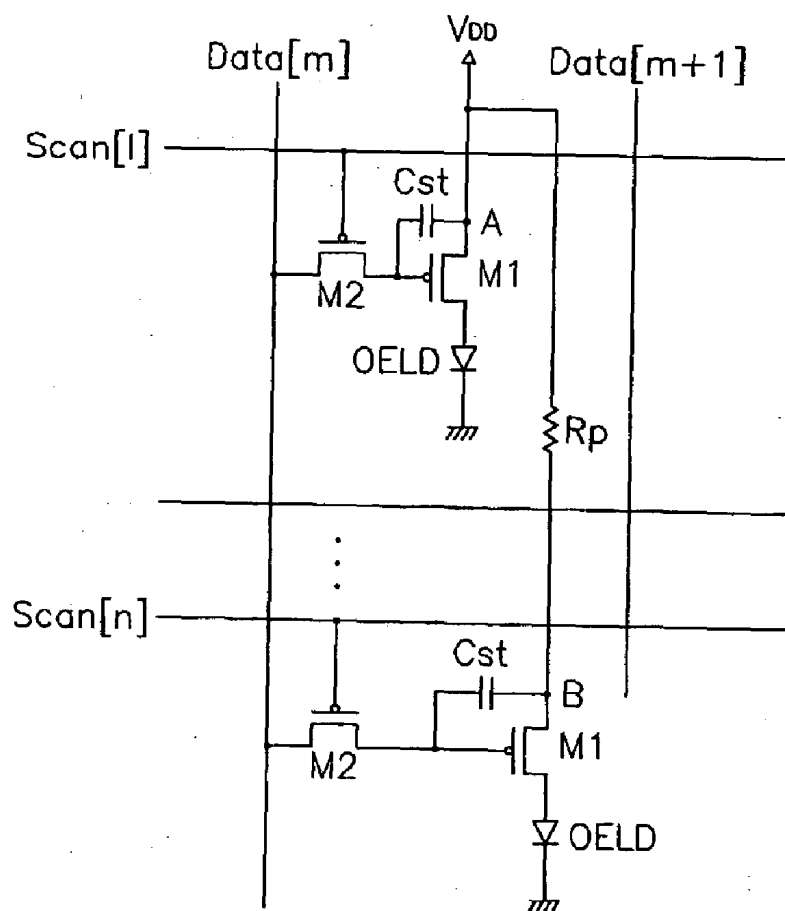 VDD
Data[m]
Data[m+1]
Scan[l]
Cst
A
M2
M1
OELD
Rp
Scan[n]
Cst
B
M2
M1
OELD